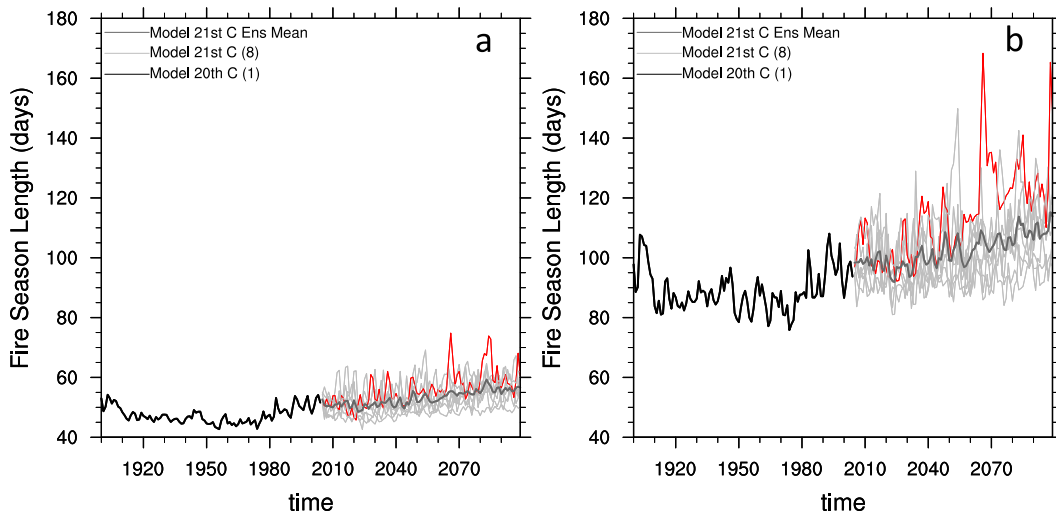 a
Model 21st C Ens Mean
Model 21st C (8)
Model 20th C (1)
Fire Season Length (days)
180
160
140
120
100
80
60
40
1920
1950
1980
2010
2040
2070
time
b
Model 21st C Ens Mean
Model 21st C (8)
Model 20th C (1)
Fire Season Length (days)
180
160
140
120
100
80
60
40
1920
1950
1980
2010
2040
2070
time